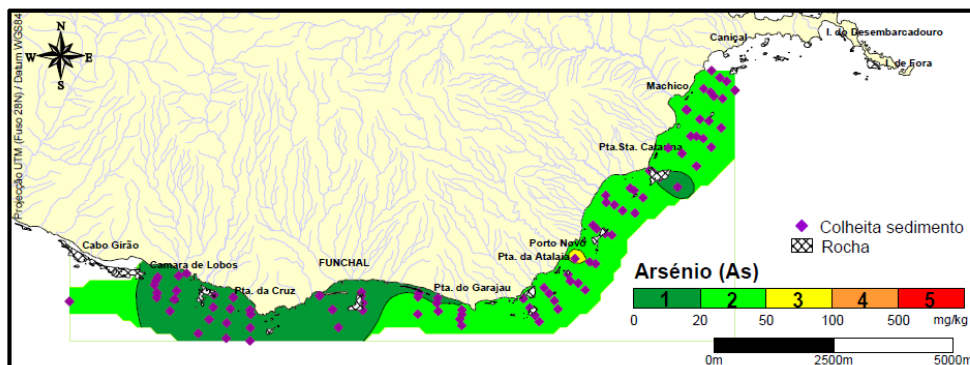 Projecção UTM (Fuso 28N) / Datum WGS84
N
W E
S
Caniçal
I. do Desembarcadouro
I. de Fora
Machico
Pta.Sta. Catarina
Porto Novo
Pta. da Atalaia
Cabo Girão
Camara de Lobos
FUNCHAL
Pta. da Cruz
Pta. do Garajau
Colheita sedimento
Rocha
Arsénio (As)
1 2 3 4 5
0 20 50 100 500 mg/kg
0m 2500m 5000m